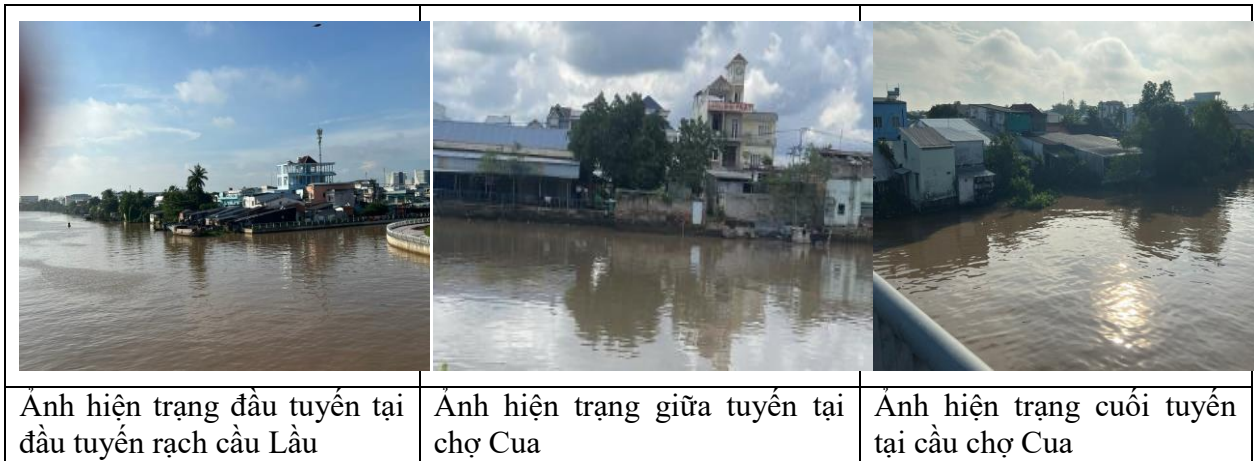 Ảnh hiện trạng đầu tuyến tại
đầu tuyến rạch cầu Lầu
Ảnh hiện trạng giữa tuyến tại
chợ Cua
Ảnh hiện trạng cuối tuyến
tại cầu chợ Cua